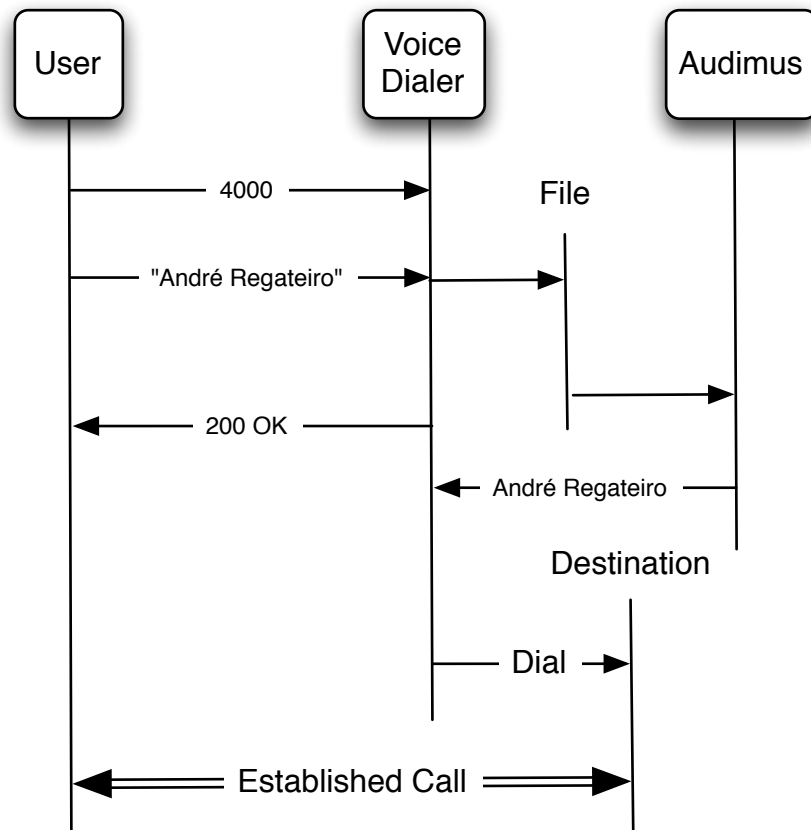 User
Voice
Dialer
Audimus
4000
File
"André Regateiro"
200 OK
André Regateiro
Destination
Dial
Established Call